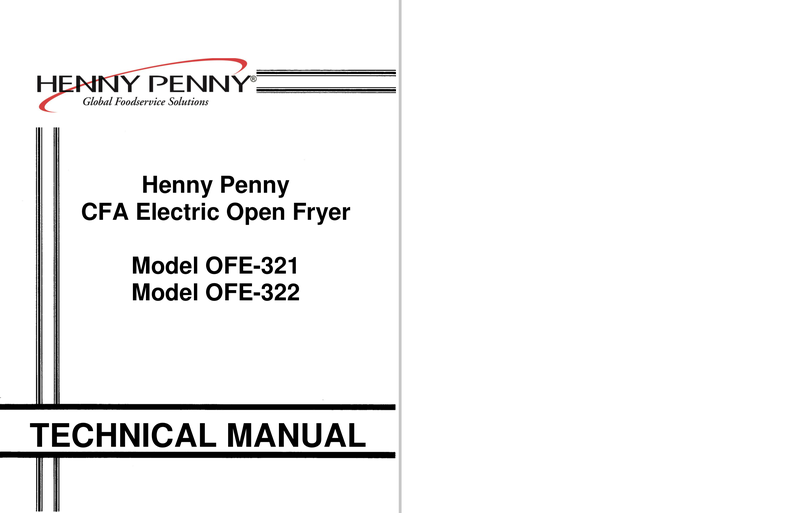 HENNY PENNY®
Global Foodservice Solutions
Henny Penny
CFA Electric Open Fryer
Model OFE-321
Model OFE-322
TECHNICAL MANUAL